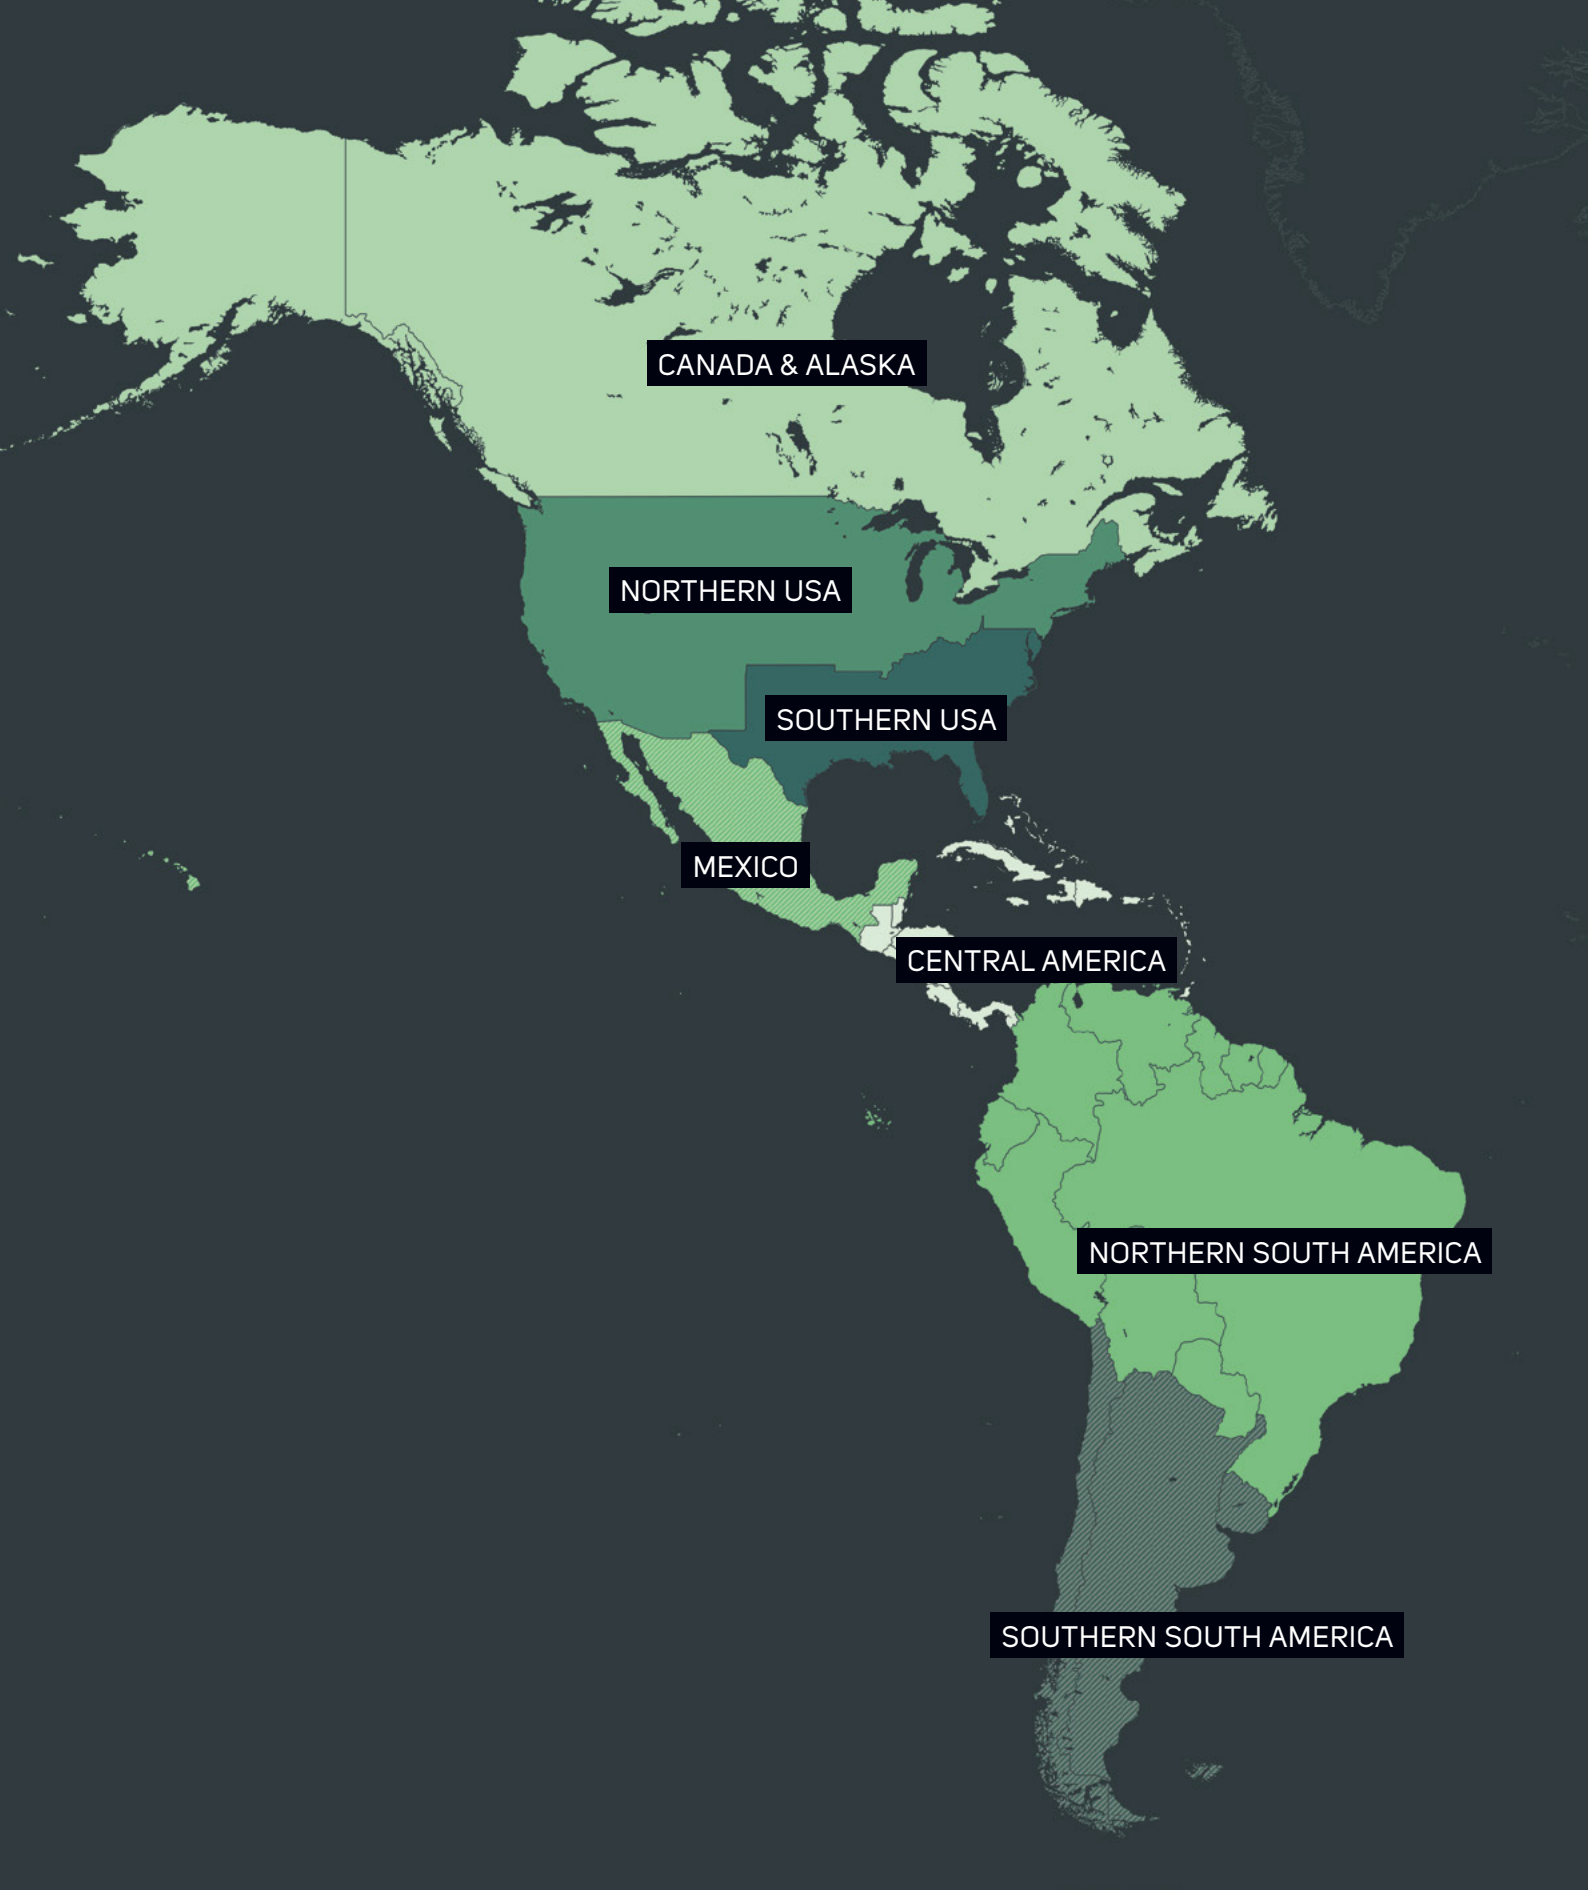 CANADA & ALASKA
NORTHERN USA
SOUTHERN USA
MEXICO
CENTRAL AMERICA
NORTHERN SOUTH AMERICA
SOUTHERN SOUTH AMERICA